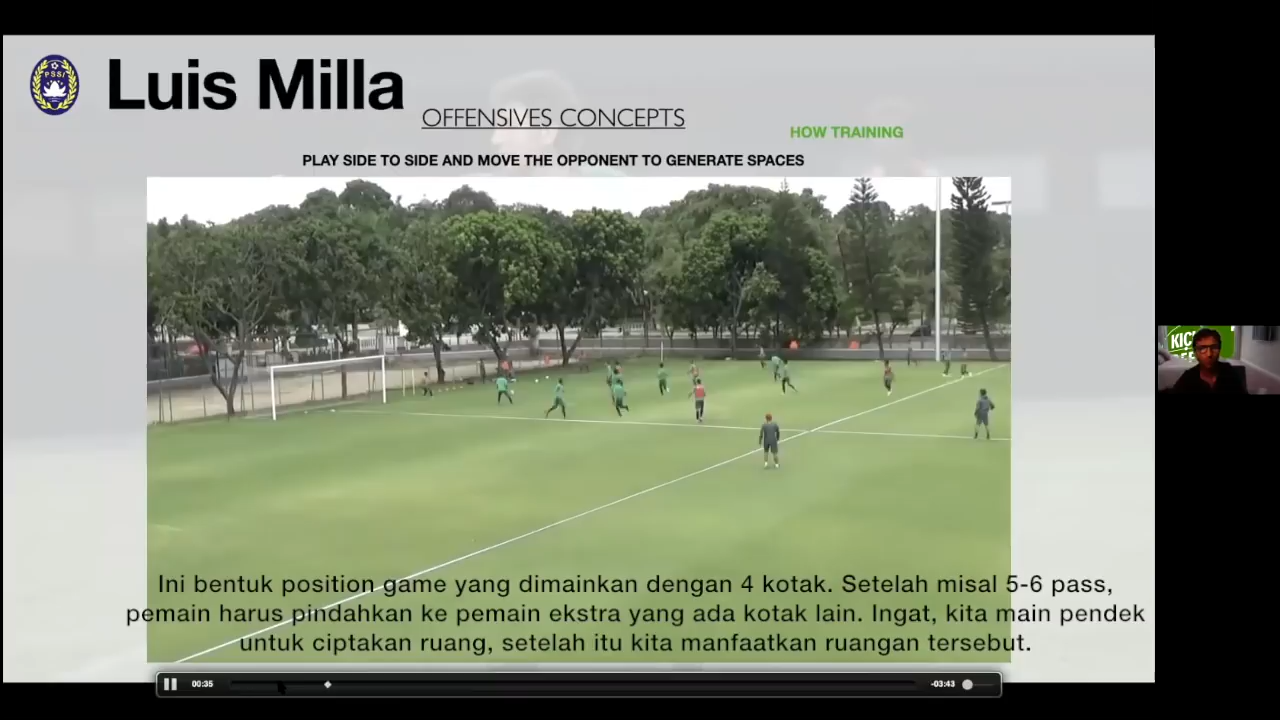 PSSI
Luis Milla
OFFENSIVES CONCEPTS
HOW TRAINING
PLAY SIDE TO SIDE AND MOVE THE OPPONENT TO GENERATE SPACES
Ini bentuk position game yang dimainkan dengan 4 kotak. Setelah misal 5-6 pass,
pemain harus pindahkan ke pemain ekstra yang ada kotak lain. Ingat, kita main pendek
untuk ciptakan ruang, setelah itu kita manfaatkan ruangan tersebut.
00:35
-03:43